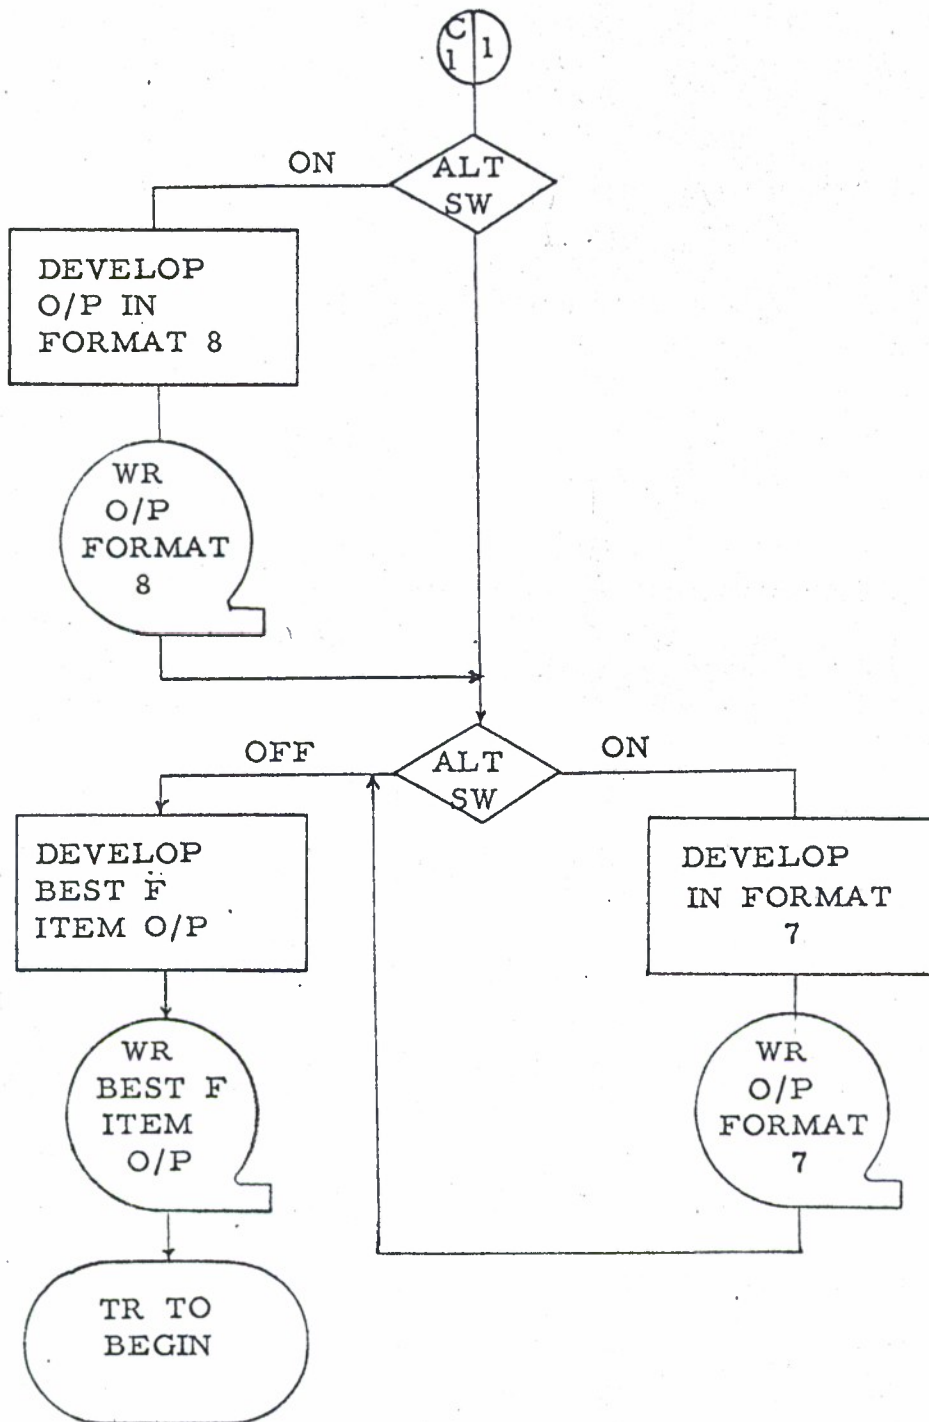 C 1
1
ALT
SW
ON
DEVELOP
O/P IN
FORMAT 8
WR
O/P
FORMAT
8
ALT
SW
OFF
ON
DEVELOP
BEST F
ITEM O/P
DEVELOP
IN FORMAT
7
WR
BEST F
ITEM
O/P
WR
O/P
FORMAT
7
TR TO
BEGIN